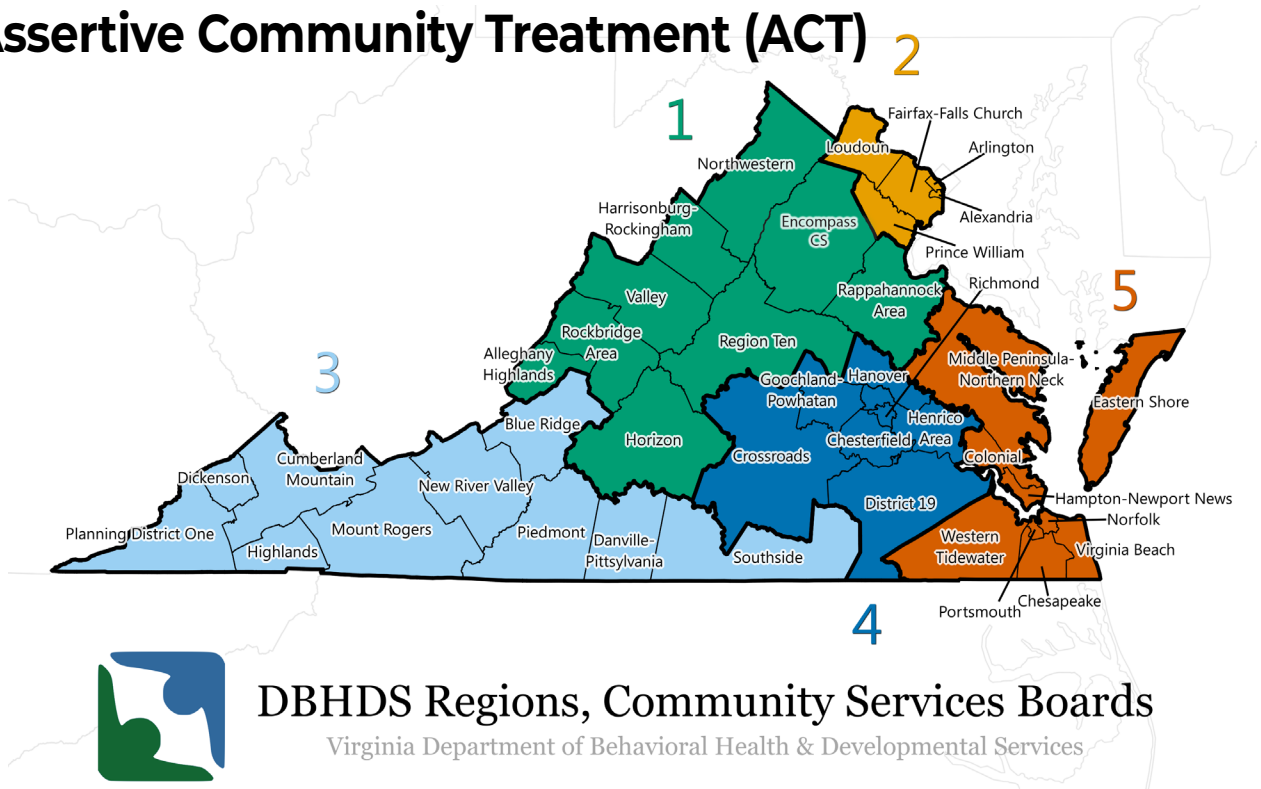 ssertive Community Treatment (ACT)
2
1
Fairfax-Falls Church
Loudoun
Arlington
Northwestern
Harrisonburg-
Rockingham
Encompass
CS
Alexandria
Prince William
Richmond
Valley
Rappahannock
Area
5
Rockbridge
Area
Region Ten
Alleghany
Highlands
3
Goochland-
Powhatan
Hanover
Middle Peninsula-
Northern Neck
Eastern Shore
Blue Ridge
Horizon
Henrico
Area
Chesterfield
Crossroads
Colonial
Cumberland
Mountain
Dickenson
New River Valley
Hampton-Newport News
District 19
Norfolk
Planning District One
Mount Rogers
Piedmont
Danville-
Pittsylvania
Highlands
Southside
Western
Tidewater
Virginia Beach
Portsmouth
Chesapeake
4
DBHDS Regions, Community Services Boards
Virginia Department of Behavioral Health & Developmental Services